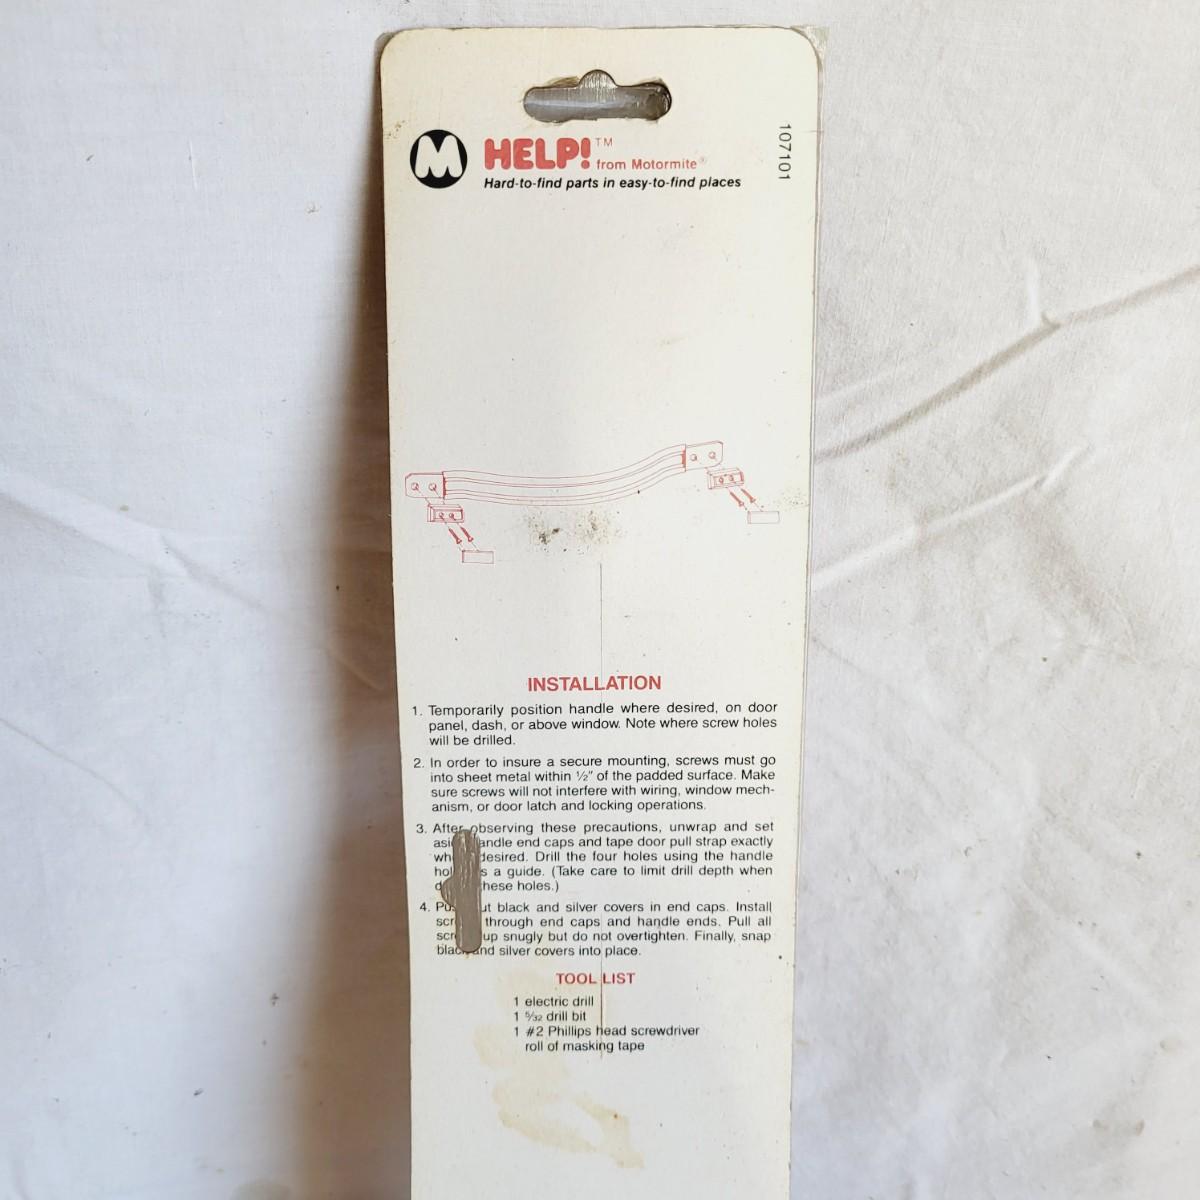 M HELP!™ from Motormite®
Hard-to-find parts in easy-to-find places
107101
INSTALLATION
1. Temporarily position handle where desired, on door
panel, dash, or above window. Note where screw holes
will be drilled.
2. In order to insure a secure mounting, screws must go
into sheet metal within ½" of the padded surface. Make
sure screws will not interfere with wiring, window mech-
anism, or door latch and locking operations.
3. After observing these precautions, unwrap and set
handle end caps and tape door pull strap exactly
desired. Drill the four holes using the handle
a guide. (Take care to limit drill depth when
these holes.)
4. black and silver covers in end caps. Install
through end caps and handle ends. Pull all
up snugly but do not overtighten. Finally, snap
black and silver covers into place.
TOOL LIST
1 electric drill
1 5/32 drill bit
1 #2 Phillips head screwdriver
roll of masking tape